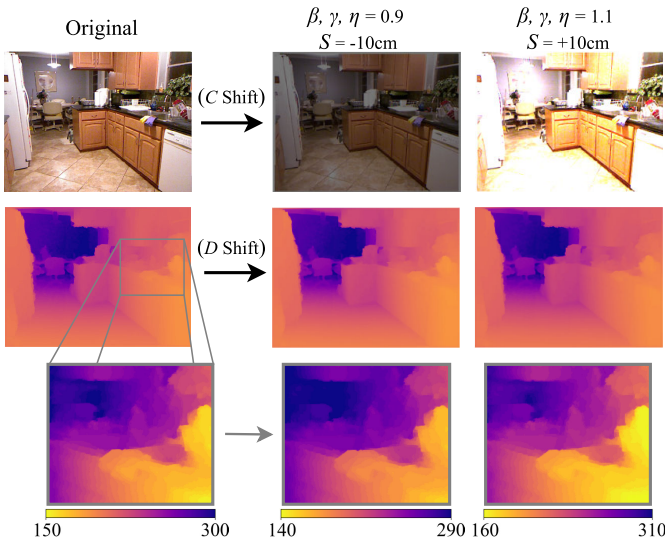 Original
β, γ, η = 0.9
S = -10cm
β, γ, η = 1.1
S = +10cm
(C Shift)
(D Shift)
150 300
140 290
160 310